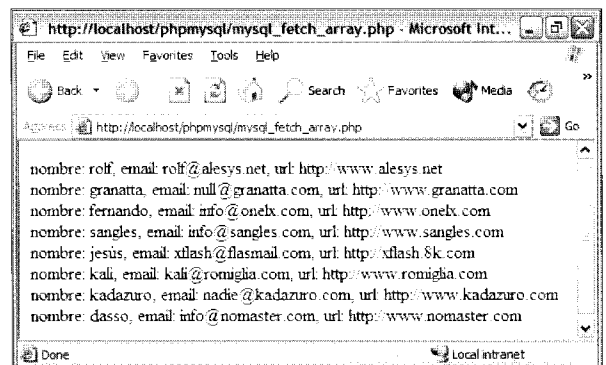 http://localhost/phpmysql/mysql_fetch_array.php - Microsoft Int...
File Edit View Favorites Tools Help
Back Search Favorites Media »
Address http://localhost/phpmysql/mysql_fetch_array.php Go
nombre: rolf, email: rolf@alesys.net, url: http://www.alesys.net
nombre: granatta, email: null@granatta.com, url: http://www.granatta.com
nombre: fernando, email: info@onelx.com, url: http://www.onelx.com
nombre: sangles, email: info@sangles.com, url: http://www.sangles.com
nombre: jesús, email: xflash@flasmail.com, url: http://xflash.8k.com
nombre: kali, email: kali@romiglia.com, url: http://www.romiglia.com
nombre: kadazuro, email: nadie@kadazuro.com, url: http://www.kadazuro.com
nombre: dasso, email: info@nomaster.com, url: http://www.nomaster.com
Done Local intranet